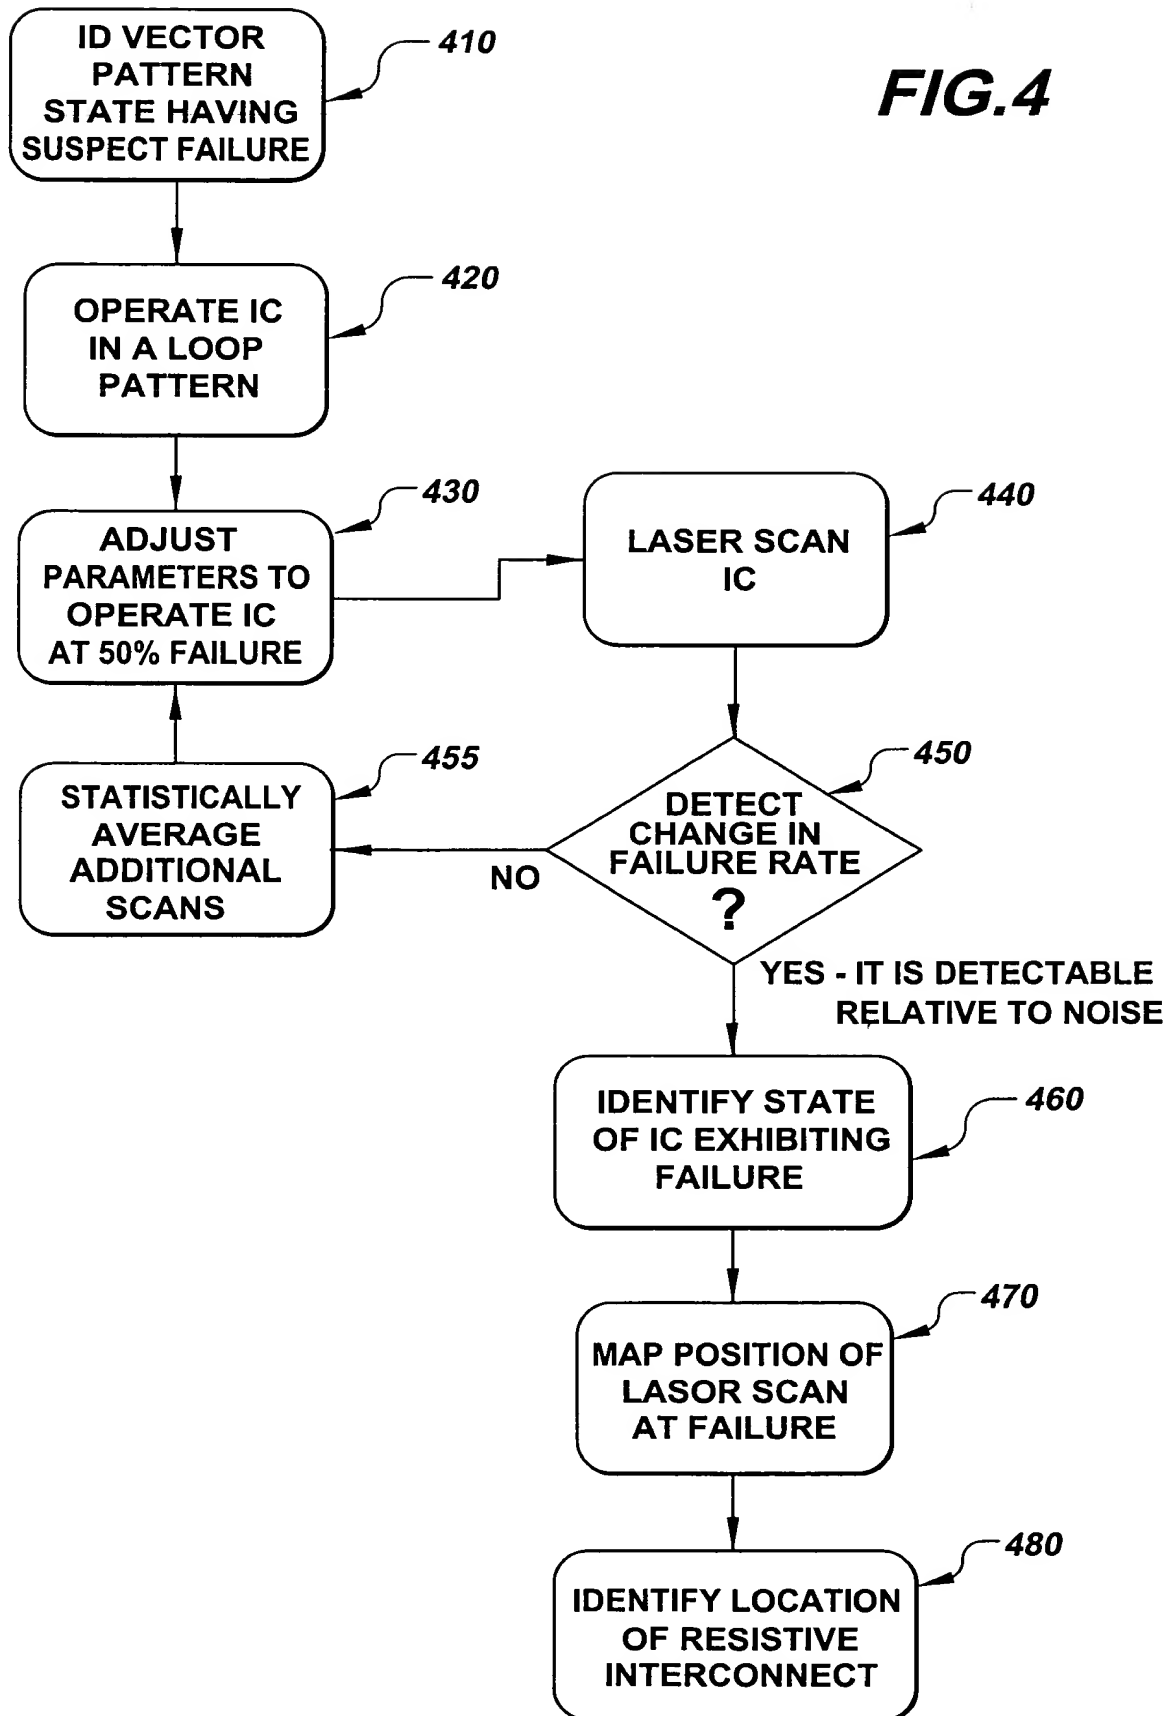 FIG.4
ID VECTOR
PATTERN
STATE HAVING
SUSPECT FAILURE
410
OPERATE IC
IN A LOOP
PATTERN
420
ADJUST
PARAMETERS TO
OPERATE IC
AT 50% FAILURE
430
LASER SCAN
IC
440
DETECT
CHANGE IN
FAILURE RATE
?
450
NO
STATISTICALLY
AVERAGE
ADDITIONAL
SCANS
455
YES - IT IS DETECTABLE
RELATIVE TO NOISE
IDENTIFY STATE
OF IC EXHIBITING
FAILURE
460
MAP POSITION OF
LASOR SCAN
AT FAILURE
470
IDENTIFY LOCATION
OF RESISTIVE
INTERCONNECT
480